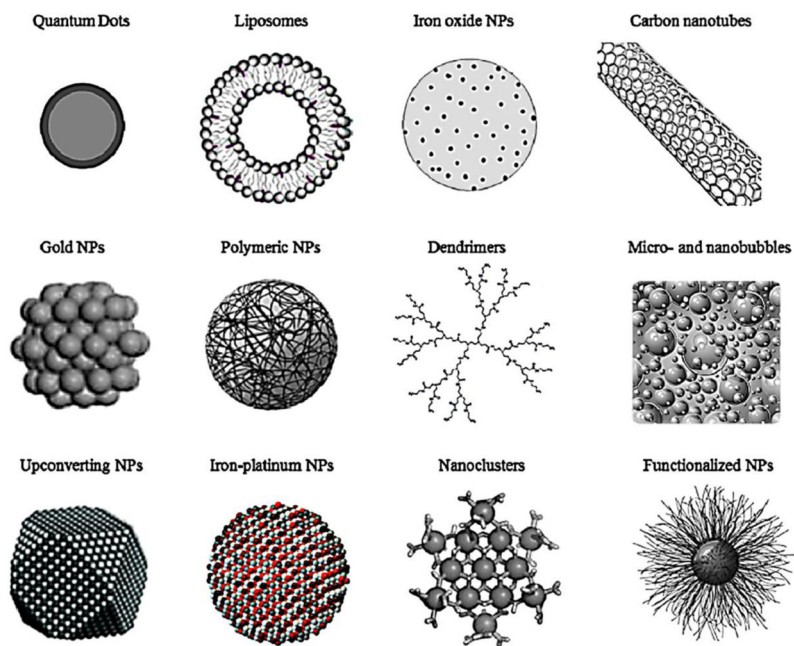 Quantum Dots
Liposomes
Iron oxide NPs
Carbon nanotubes
Gold NPs
Polymeric NPs
Dendrimers
Micro- and nanobubbles
Upconverting NPs
Iron-platinum NPs
Nanoclusters
Functionalized NPs